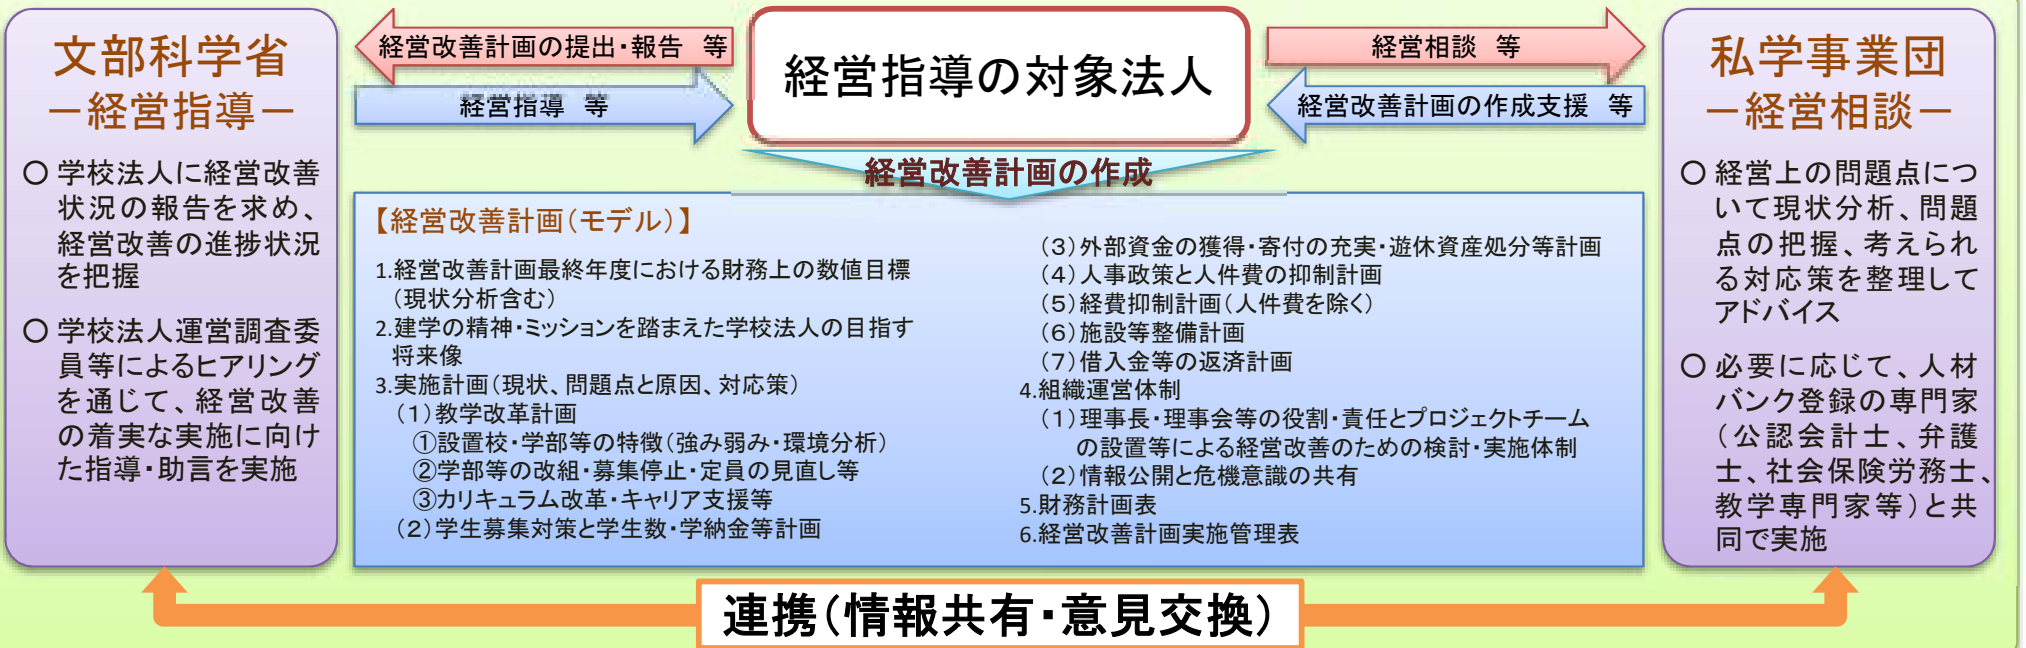 文部科学省
－経営指導－
○ 学校法人に経営改善
状況の報告を求め、
経営改善の進捗状況
を把握
○ 学校法人運営調査委
員等によるヒアリング
を通じて、経営改善
の着実な実施に向け
た指導・助言を実施
経営改善計画の提出・報告 等
経営指導 等
経営指導の対象法人
経営相談 等
経営改善計画の作成支援 等
経営改善計画の作成
【経営改善計画(モデル)】
1.経営改善計画最終年度における財務上の数値目標
(現状分析含む)
2.建学の精神・ミッションを踏まえた学校法人の目指す
将来像
3.実施計画(現状、問題点と原因、対応策)
(1)教学改革計画
①設置校・学部等の特徴(強み弱み・環境分析)
②学部等の改組・募集停止・定員の見直し等
③カリキュラム改革・キャリア支援等
(2)学生募集対策と学生数・学納金等計画
(3)外部資金の獲得・寄付の充実・遊休資産処分等計画
(4)人事政策と人件費の抑制計画
(5)経費抑制計画(人件費を除く)
(6)施設等整備計画
(7)借入金等の返済計画
4.組織運営体制
(1)理事長・理事会等の役割・責任とプロジェクトチーム
の設置等による経営改善のための検討・実施体制
(2)情報公開と危機意識の共有
5.財務計画表
6.経営改善計画実施管理表
私学事業団
－経営相談－
○ 経営上の問題点につ
いて現状分析、問題
点の把握、考えられ
る対応策を整理して
アドバイス
○ 必要に応じて、人材
バンク登録の専門家
(公認会計士、弁護
士、社会保険労務士、
教学専門家等)と共
同で実施
連携(情報共有・意見交換)